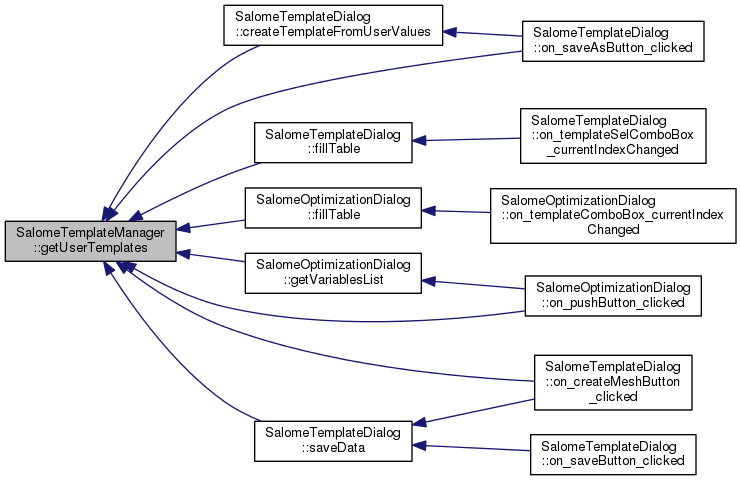 SalomeTemplateDialog
::createTemplateFromUserValues
SalomeTemplateDialog
::on_saveAsButton_clicked
SalomeTemplateDialog
::fillTable
SalomeTemplateDialog
::on_templateSelComboBox
_currentIndexChanged
SalomeOptimizationDialog
::fillTable
SalomeOptimizationDialog
::on_templateComboBox_currentIndex
Changed
SalomeTemplateManager
::getUserTemplates
SalomeOptimizationDialog
::getVariablesList
SalomeOptimizationDialog
::on_pushButton_clicked
SalomeTemplateDialog
::on_createMeshButton
_clicked
SalomeTemplateDialog
::saveData
SalomeTemplateDialog
::on_saveButton_clicked